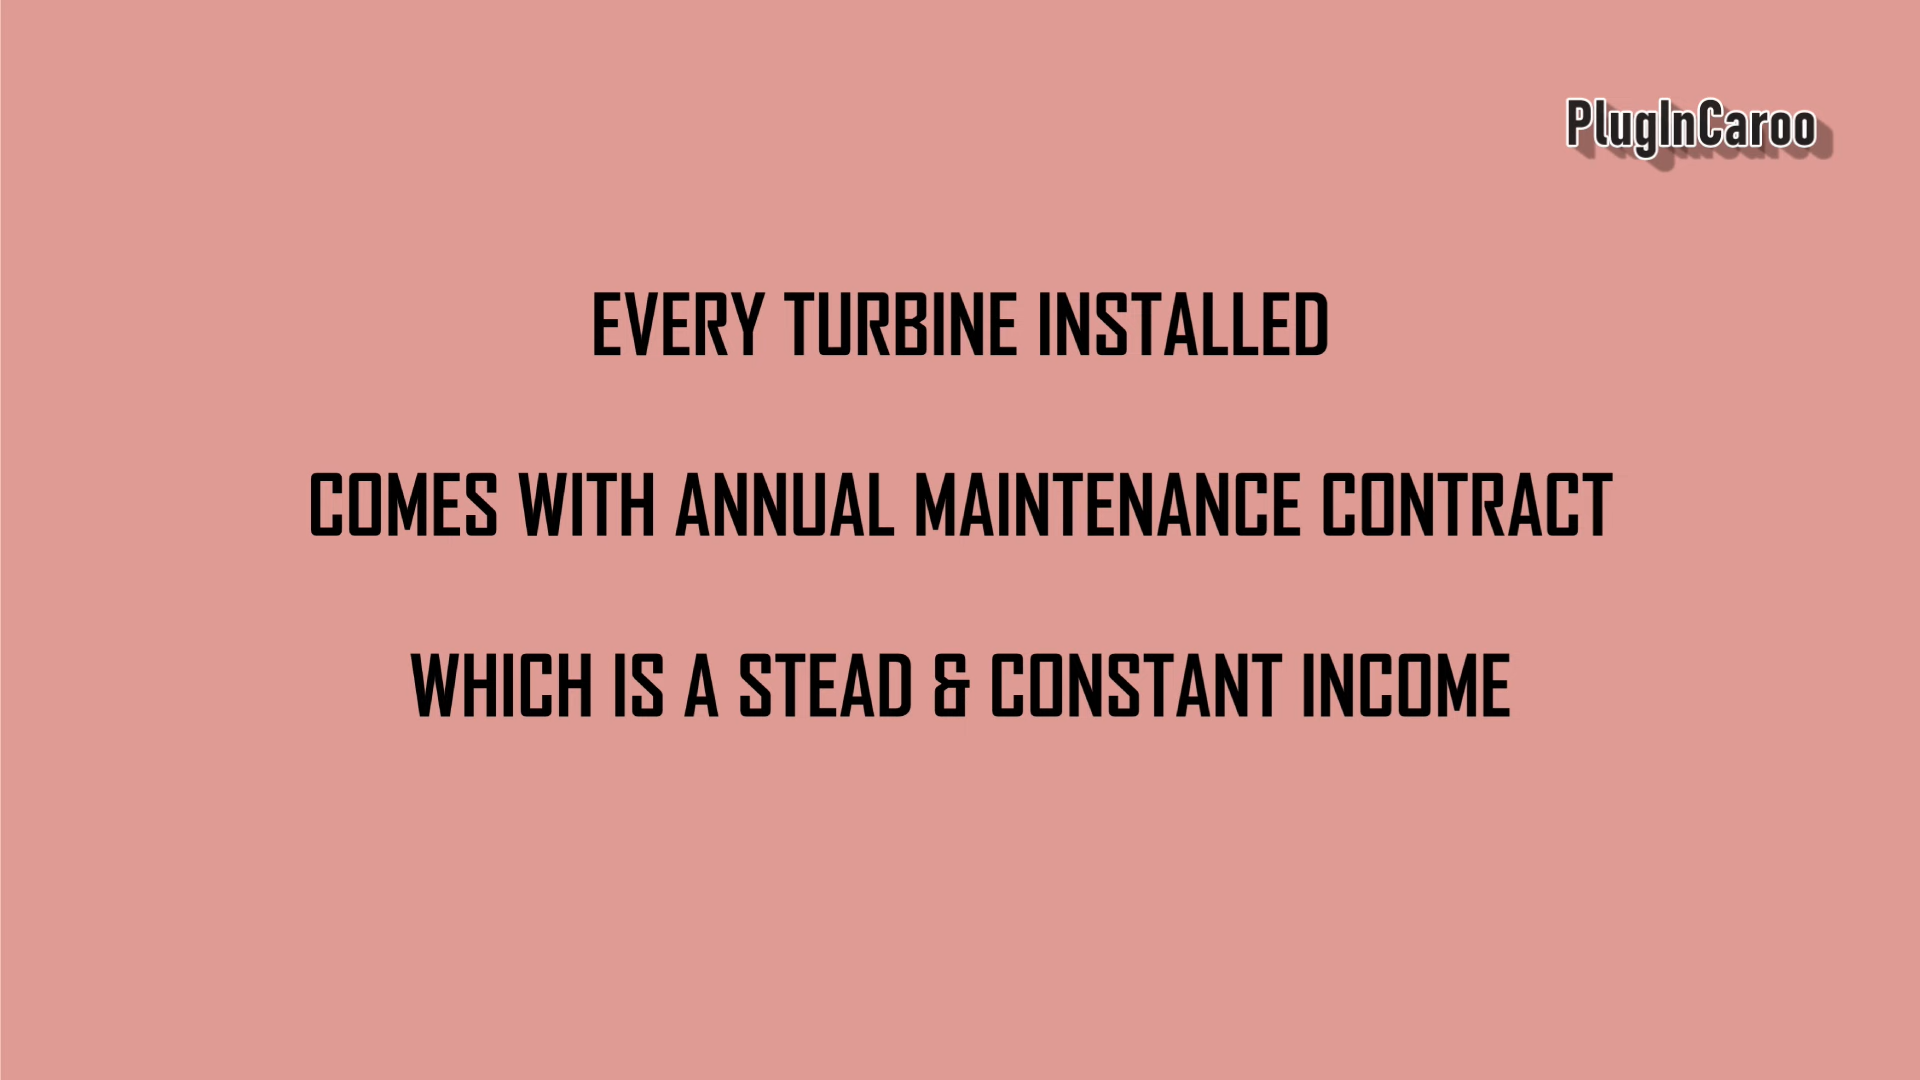 PlugInCaroo
EVERY TURBINE INSTALLED
COMES WITH ANNUAL MAINTENANCE CONTRACT
WHICH IS A STEAD & CONSTANT INCOME